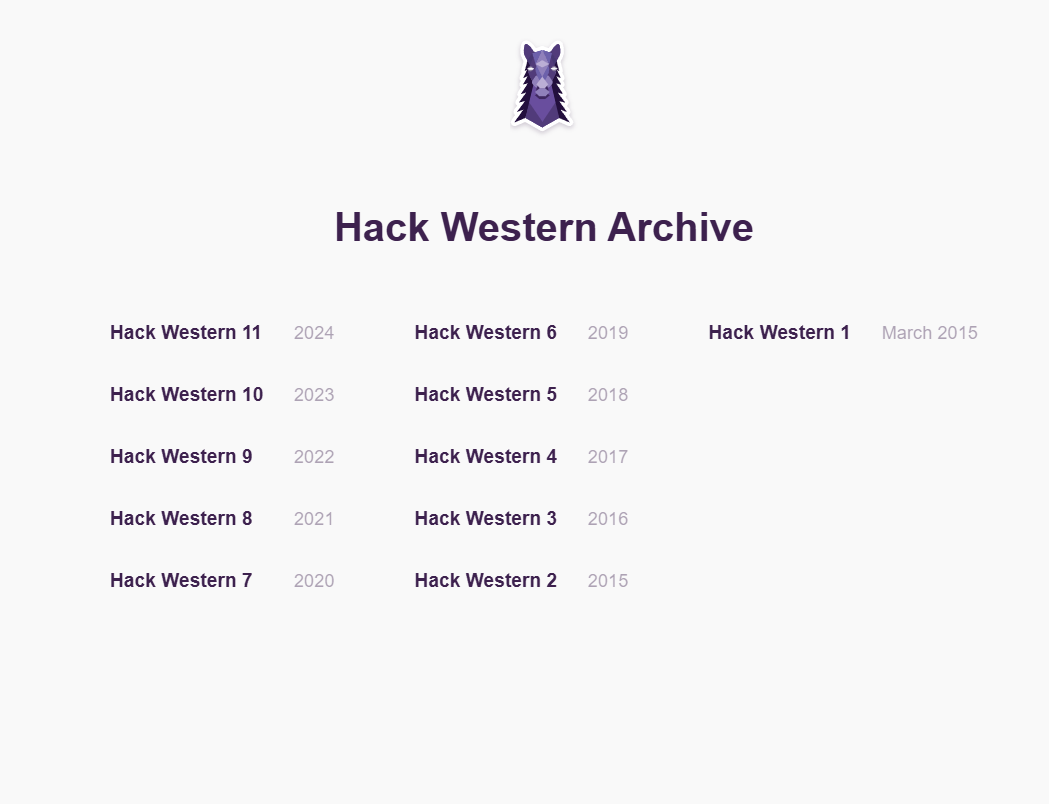 Hack Western Archive
Hack Western 11 2024
Hack Western 10 2023
Hack Western 9 2022
Hack Western 8 2021
Hack Western 7 2020
Hack Western 6 2019
Hack Western 5 2018
Hack Western 4 2017
Hack Western 3 2016
Hack Western 2 2015
Hack Western 1 March 2015